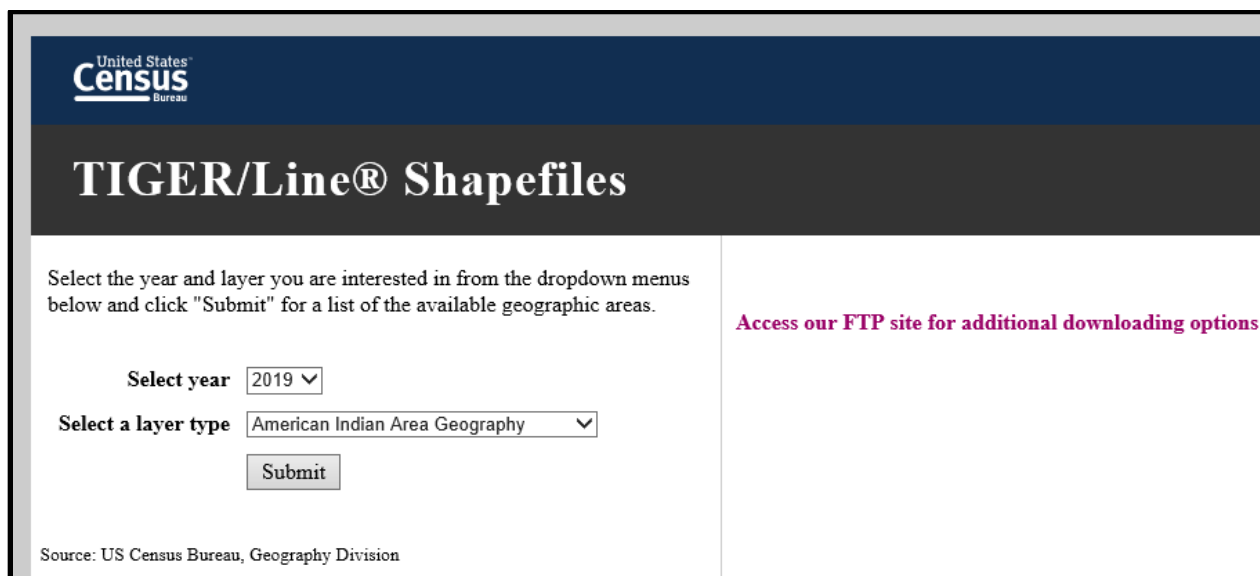 United States™
Census
Bureau
TIGER/Line® Shapefiles
Select the year and layer you are interested in from the dropdown menus
below and click "Submit" for a list of the available geographic areas.
Access our FTP site for additional downloading options
Select year 2019
Select a layer type American Indian Area Geography
Submit
Source: US Census Bureau, Geography Division